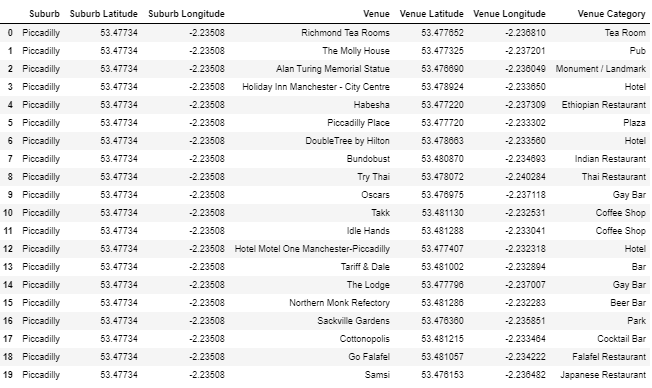 Suburb Suburb Latitude Suburb Longitude Venue Venue Latitude Venue Longitude Venue Category
0 Piccadilly 53.47734 -2.23508 Richmond Tea Rooms 53.477652 -2.236810 Tea Room
1 Piccadilly 53.47734 -2.23508 The Molly House 53.477325 -2.237201 Pub
2 Piccadilly 53.47734 -2.23508 Alan Turing Memorial Statue 53.476690 -2.236049 Monument / Landmark
3 Piccadilly 53.47734 -2.23508 Holiday Inn Manchester - City Centre 53.478924 -2.233650 Hotel
4 Piccadilly 53.47734 -2.23508 Habesha 53.477220 -2.237309 Ethiopian Restaurant
5 Piccadilly 53.47734 -2.23508 Piccadilly Place 53.477720 -2.233302 Plaza
6 Piccadilly 53.47734 -2.23508 DoubleTree by Hilton 53.478663 -2.233560 Hotel
7 Piccadilly 53.47734 -2.23508 Bundobust 53.480870 -2.234693 Indian Restaurant
8 Piccadilly 53.47734 -2.23508 Try Thai 53.478072 -2.240284 Thai Restaurant
9 Piccadilly 53.47734 -2.23508 Oscars 53.476975 -2.237118 Gay Bar
10 Piccadilly 53.47734 -2.23508 Takk 53.481130 -2.232531 Coffee Shop
11 Piccadilly 53.47734 -2.23508 Idle Hands 53.481288 -2.233041 Coffee Shop
12 Piccadilly 53.47734 -2.23508 Hotel Motel One Manchester-Piccadilly 53.477407 -2.232318 Hotel
13 Piccadilly 53.47734 -2.23508 Tariff & Dale 53.481002 -2.232894 Bar
14 Piccadilly 53.47734 -2.23508 The Lodge 53.477796 -2.237007 Gay Bar
15 Piccadilly 53.47734 -2.23508 Northern Monk Refectory 53.481286 -2.232283 Beer Bar
16 Piccadilly 53.47734 -2.23508 Sackville Gardens 53.476360 -2.235851 Park
17 Piccadilly 53.47734 -2.23508 Cottonopolis 53.481215 -2.233464 Cocktail Bar
18 Piccadilly 53.47734 -2.23508 Go Falafel 53.481057 -2.234222 Falafel Restaurant
19 Piccadilly 53.47734 -2.23508 Samsi 53.476153 -2.236482 Japanese Restaurant